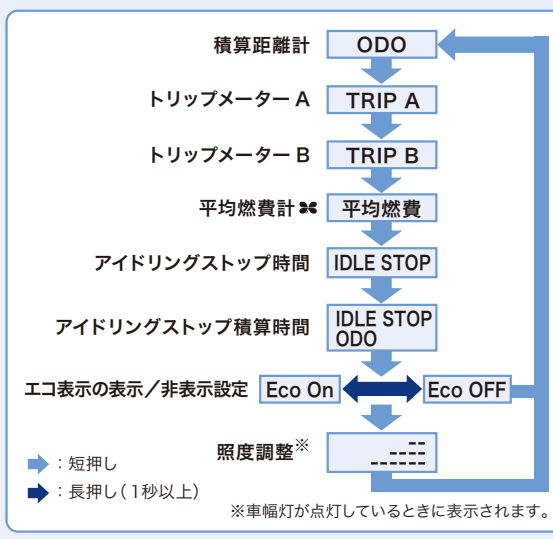 積算距離計 ODO
トリップメーター A TRIP A
トリップメーター B TRIP B
平均燃費計 平均燃費
アイドリングストップ時間 IDLE STOP
アイドリングストップ積算時間 IDLE STOP
ODO
エコ表示の表示/非表示設定 Eco On Eco OFF
照度調整※
：短押し
：長押し(1秒以上)
※車幅灯が点灯しているときに表示されます。